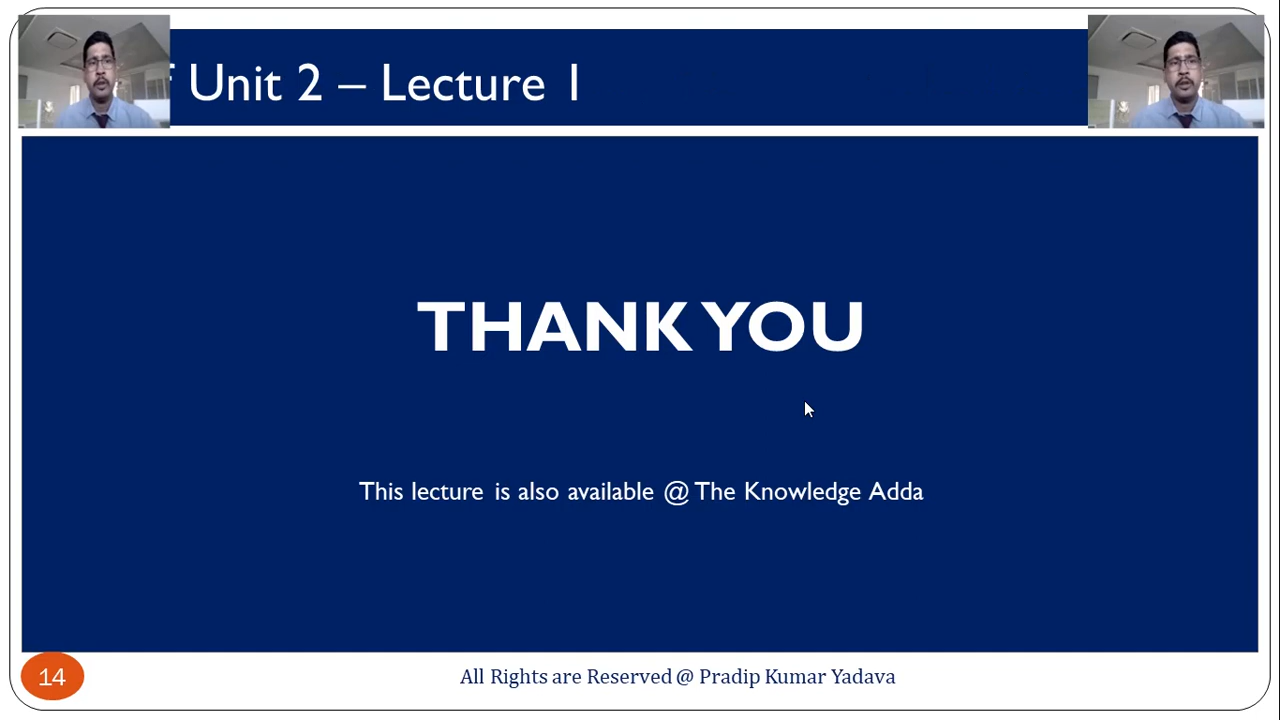 Unit 2 – Lecture 1
THANK YOU
This lecture is also available @ The Knowledge Adda
14
All Rights are Reserved @ Pradip Kumar Yadava